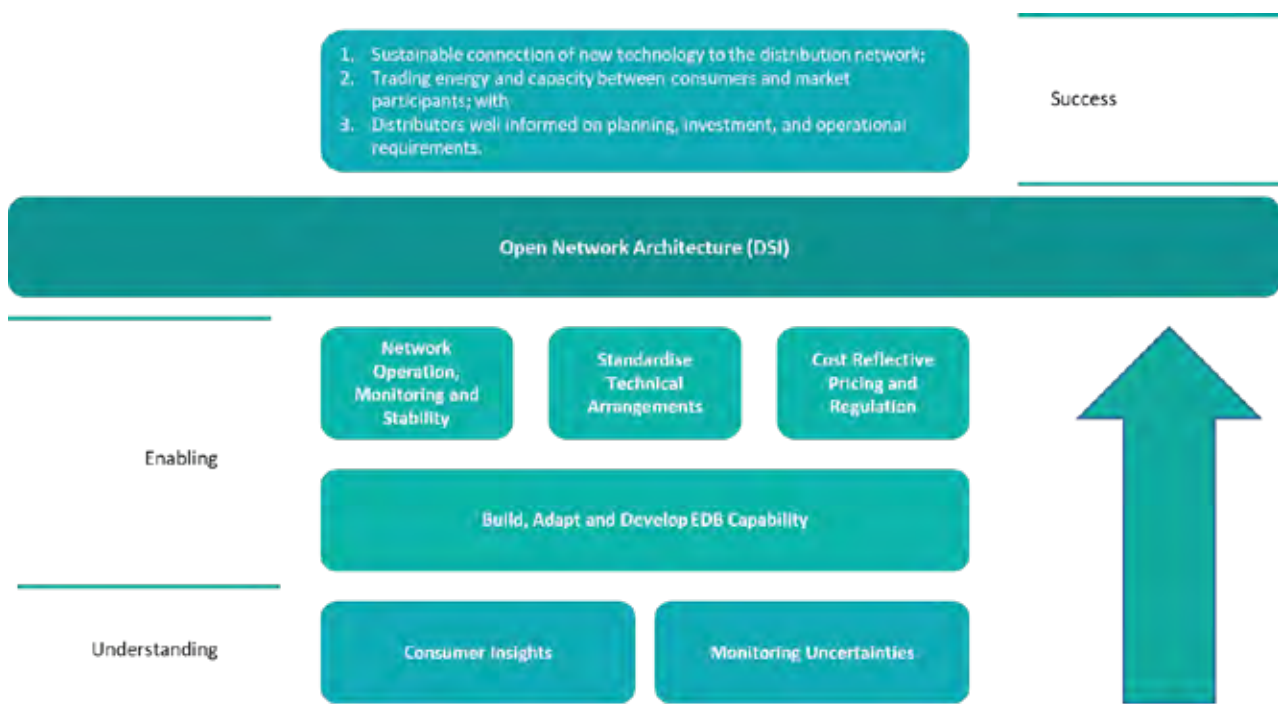 1. Sustainable connection of new technology to the distribution network;
2. Trading energy and capacity between consumers and market
participants; with
3. Distributors well informed on planning, investment, and operational
requirements.
Success
Open Network Architecture (DSI)
Network
Operation,
Monitoring and
Stability
Standardise
Technical
Arrangements
Cost Reflective
Pricing and
Regulation
Enabling
Build, Adapt and Develop EDB Capability
Understanding
Consumer Insights
Monitoring Uncertainties